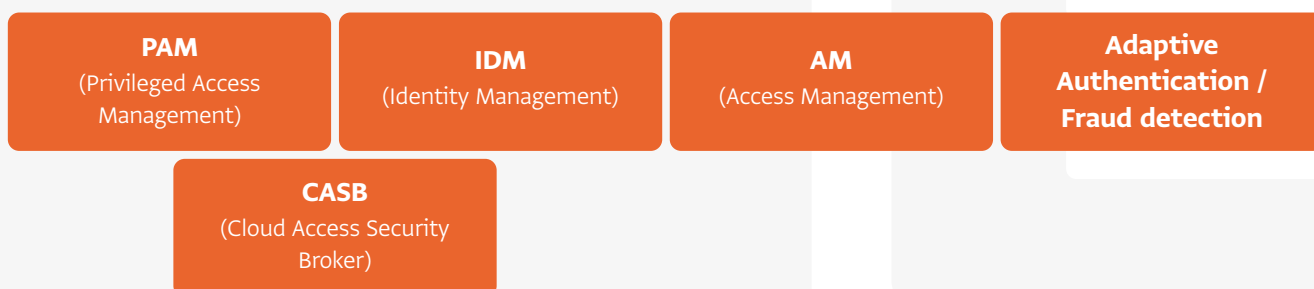 PAM
(Privileged Access
Management)
IDM
(Identity Management)
AM
(Access Management)
Adaptive
Authentication /
Fraud detection
CASB
(Cloud Access Security
Broker)